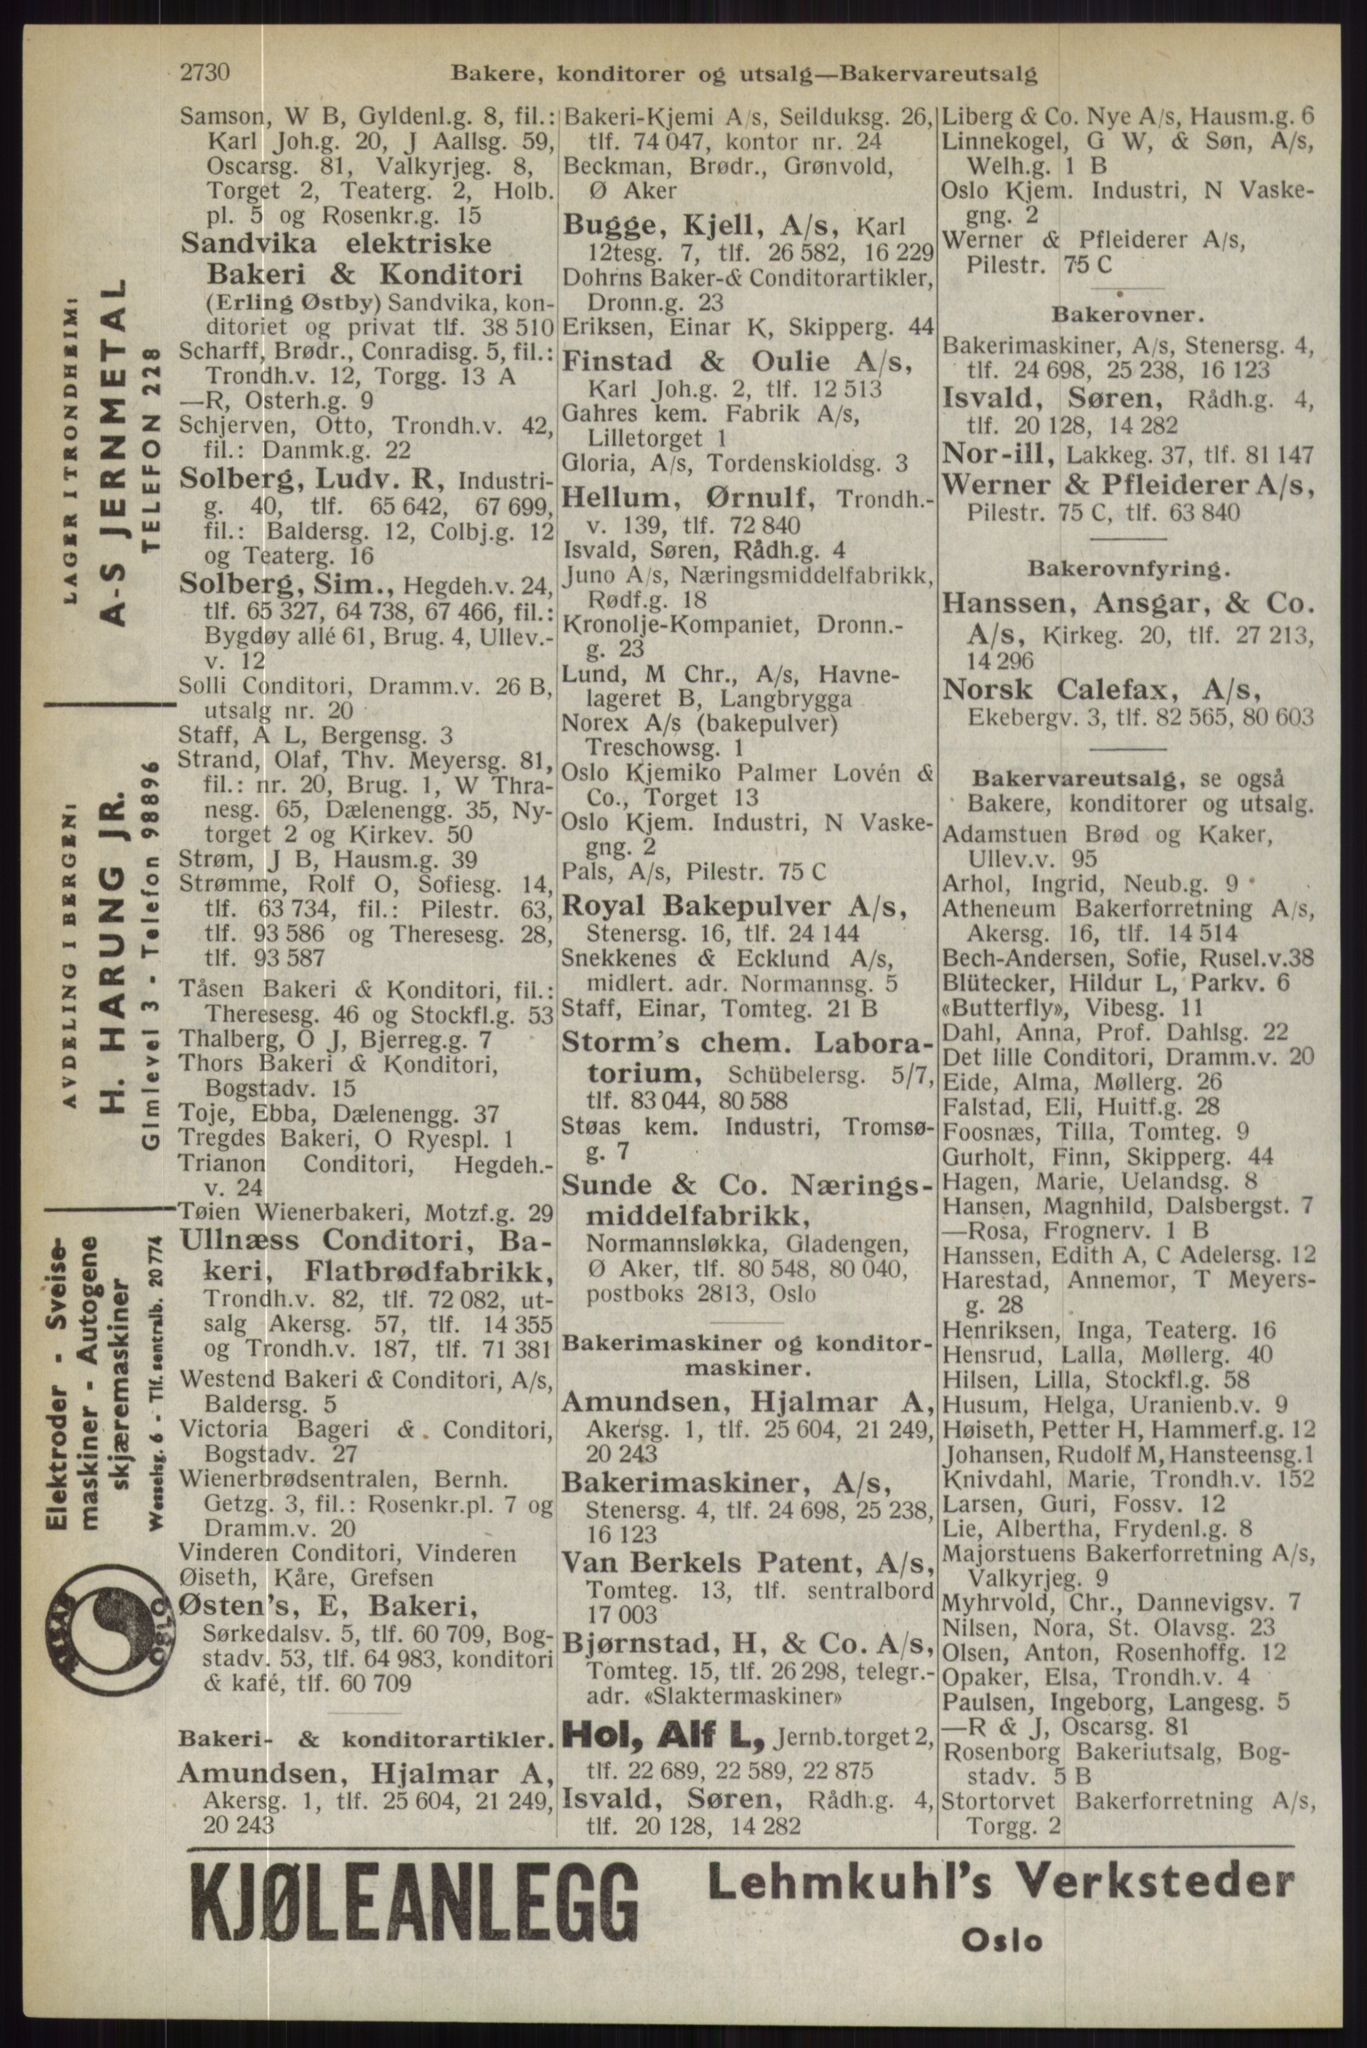 2730
Bakere, konditorer og utsalg—Bakervareutsalg
Samson, W B, Gyldenl.g. 8, fil.:
Karl Joh.g. 20, J Aallsg. 59,
Oscarsg. 81, Valkyrjeg. 8,
Torget 2, Teaterg. 2, Holb.
pl. 5 og Rosenkr.g. 15
Sandvika elektriske
Bakeri & Konditori
(Erling Østby) Sandvika, kon-
ditoriet og privat tlf. 38 510
Scharff, Brødr., Conradisg. 5, fil.:
Trondh.v. 12, Torgg. 13 A
—R, Osterh.g. 9
Schjerven, Otto, Trondh.v. 42,
fil.: Danmk.g. 22
Solberg, Ludv. R, Industri-
g. 40, tlf. 65 642, 67 699,
fil.: Baldersg. 12, Colbj.g. 12
og Teaterg. 16
Solberg, Sim., Hegdeh.v. 24,
tlf. 65 327, 64 738, 67 466, fil.:
Bygdøy allé 61, Brug. 4, Ullev.-
v. 12
Solli Conditori, Dramm.v. 26 B,
utsalg nr. 20
Staff, A L, Bergensg. 3
Strand, Olaf, Thv. Meyersg. 81,
fil.: nr. 20, Brug. 1, W Thra-
nesg. 65, Dælenengg. 35, Ny-
torget 2 og Kirkev. 50
Strøm, J B, Hausm.g. 39
Strømme, Rolf O, Sofiesg. 14,
tlf. 63 734, fil.: Pilestr. 63,
tlf. 93 586 og Theresesg. 28,
tlf. 93 587
Tåsen Bakeri & Konditori, fil.:
Theresesg. 46 og Stockfl.g. 53
Thalberg, O J, Bjerreg.g. 7
Thors Bakeri & Konditori,
Bogstadv. 15
Toje, Ebba, Dælenengg. 37
Tregdes Bakeri, O Ryespl. 1
Trianon Conditori, Hegdeh.-
v. 24
Tøien Wienerbakeri, Motzf.g. 29
Ullnæss Conditori, Ba-
keri, Flatbrødfabrikk,
Trondh.v. 82, tlf. 72 082, ut-
salg Akersg. 57, tlf. 14 355
og Trondh.v. 187, tlf. 71 381
Westend Bakeri & Conditori, A/s,
Baldersg. 5
Victoria Bageri & Conditori,
Bogstadv. 27
Wienerbrødsentralen, Bernh.
Getzg. 3, fil.: Rosenkr.pl. 7 og
Dramm.v. 20
Vinderen Conditori, Vinderen
Øiseth, Kåre, Grefsen
Østen's, E, Bakeri,
Sørkedalsv. 5, tlf. 60 709, Bog-
stadv. 53, tlf. 64 983, konditori
& kafé, tlf. 60 709
Bakeri- & konditorartikler.
Amundsen, Hjalmar A,
Akersg. 1, tlf. 25 604, 21 249,
20 243
Bakeri-Kjemi A/s, Seilduksg. 26,
tlf. 74 047, kontor nr. 24
Beckman, Brødr., Grønvold,
Ø Aker
Bugge, Kjell, A/s, Karl
12tesg. 7, tlf. 26 582, 16 229
Dohrns Baker-& Conditorartikler,
Dronn.g. 23
Eriksen, Einar K, Skipperg. 44
Finstad & Oulie A/s,
Karl Joh.g. 2, tlf. 12 513
Gahres kem. Fabrik A/s,
Lilletorget 1
Gloria, A/s, Tordenskioldsg. 3
Hellum, Ørnulf, Trondh.-
v. 139, tlf. 72 840
Isvald, Søren, Rådh.g. 4
Juno A/s, Næringsmiddelfabrikk,
Rødf.g. 18
Kronolje-Kompaniet, Dronn.-
g. 23
Lund, M Chr., A/s, Havne-
lageret B, Langbrygga
Norex A/s (bakepulver)
Treschowsg. 1
Oslo Kjemiko Palmer Lovén &
Co., Torget 13
Oslo Kjem. Industri, N Vaske-
gng. 2
Pals, A/s, Pilestr. 75 C
Royal Bakepulver A/s,
Stenersg. 16, tlf. 24 144
Snekkenes & Ecklund A/s,
midlert. adr. Normannsg. 5
Staff, Einar, Tomteg. 21 B
Storm's chem. Labora-
torium, Schübelersg. 5/7,
tlf. 83 044, 80 588
Støas kem. Industri, Tromsø-
g. 7
Sunde & Co. Nærings-
middelfabrikk,
Normannsløkka, Gladengen,
Ø Aker, tlf. 80 548, 80 040,
postboks 2813, Oslo
Bakerimaskiner og konditor-
maskiner.
Amundsen, Hjalmar A,
Akersg. 1, tlf. 25 604, 21 249,
20 243
Bakerimaskiner, A/s,
Stenersg. 4, tlf. 24 698, 25 238,
16 123
Van Berkels Patent, A/s,
Tomteg. 13, tlf. sentralbord
17 003
Bjørnstad, H, & Co. A/s,
Tomteg. 15, tlf. 26 298, telegr.-
adr. «Slaktermaskiner»
Hol, Alf L, Jernb.torget 2,
tlf. 22 689, 22 589, 22 875
Isvald, Søren, Rådh.g. 4,
tlf. 20 128, 14 282
Liberg & Co. Nye A/s, Hausm.g. 6
Linnekogel, G W, & Søn, A/s,
Welh.g. 1 B
Oslo Kjem. Industri, N Vaske-
gng. 2
Werner & Pfleiderer A/s,
Pilestr. 75 C
Bakerovner.
Bakerimaskiner, A/s, Stenersg. 4,
tlf. 24 698, 25 238, 16 123
Isvald, Søren, Rådh.g. 4,
tlf. 20 128, 14 282
Nor-ill, Lakkeg. 37, tlf. 81 147
Werner & Pfleiderer A/s,
Pilestr. 75 C, tlf. 63 840
Bakerovnfyring.
Hanssen, Ansgar, & Co.
A/s, Kirkeg. 20, tlf. 27 213,
14 296
Norsk Calefax, A/s,
Ekebergv. 3, tlf. 82 565, 80 603
Bakervareutsalg, se også
Bakere, konditorer og utsalg.
Adamstuen Brød og Kaker,
Ullev.v. 95
Arhol, Ingrid, Neub.g. 9
Atheneum Bakerforretning A/s,
Akersg. 16, tlf. 14 514
Bech-Andersen, Sofie, Rusel.v.38
Blütecker, Hildur L, Parkv. 6
«Butterfly», Vibesg. 11
Dahl, Anna, Prof. Dahlsg. 22
Det lille Conditori, Dramm.v. 20
Eide, Alma, Møllerg. 26
Falstad, Eli, Huitf.g. 28
Foosnæs, Tilla, Tomteg. 9
Gurholt, Finn, Skipperg. 44
Hagen, Marie, Uelandsg. 8
Hansen, Magnhild, Dalsbergst. 7
—Rosa, Frognerv. 1 B
Hanssen, Edith A, C Adelersg. 12
Harestad, Annemor, T Meyers-
g. 28
Henriksen, Inga, Teaterg. 16
Hensrud, Lalla, Møllerg. 40
Hilsen, Lilla, Stockfl.g. 58
Husum, Helga, Uranienb.v. 9
Høiseth, Petter H, Hammerf.g. 12
Johansen, Rudolf M, Hansteensg. 1
Knivdahl, Marie, Trondh.v. 152
Larsen, Guri, Fossv. 12
Lie, Albertha, Frydenl.g. 8
Majorstuens Bakerforretning A/s,
Valkyrjeg. 9
Myhrvold, Chr., Dannevigsv. 7
Nilsen, Nora, St. Olavsg. 23
Olsen, Anton, Rosenhoffg. 12
Opaker, Elsa, Trondh.v. 4
Paulsen, Ingeborg, Langesg. 5
—R & J, Oscarsg. 81
Rosenborg Bakeriutsalg, Bog-
stadv. 5 B
Stortorvet Bakerforretning A/s,
Torgg. 2
LAGER I TRONDHEIM:
A-S JERNMETAL
TELEFON 228
AVDELING I BERGEN:
H. HARUNG JR.
Gimlevei 3 - Telefon 98896
Elektroder - Sveise-
maskiner - Autogene
skjæremaskiner
Wesselsg. 6 - Tlf. sentralb. 20 774
OSLO
KJØLEANLEGG
Lehmkuhl's Verksteder
Oslo